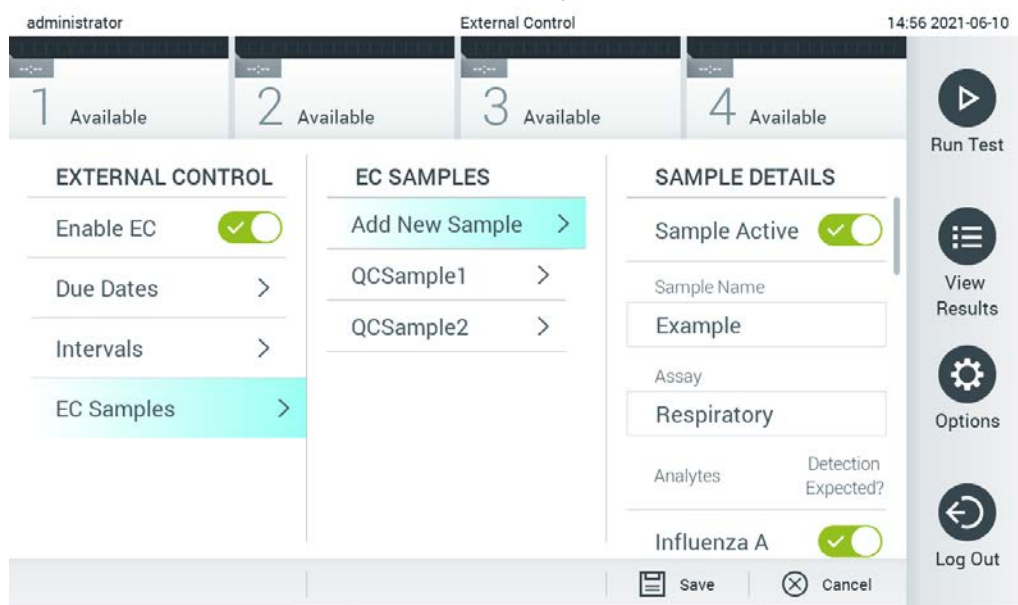 administrator External Control 14:56 2021-06-10
--:-- --:-- --:-- --:--
1 Available 2 Available 3 Available 4 Available
Run Test
View
Results
Options
Log Out
EXTERNAL CONTROL
Enable EC
Due Dates
Intervals
EC Samples
EC SAMPLES
Add New Sample
QCSample1
QCSample2
SAMPLE DETAILS
Sample Active
Sample Name
Example
Assay
Respiratory
Analytes Detection
Expected?
Influenza A
Save Cancel